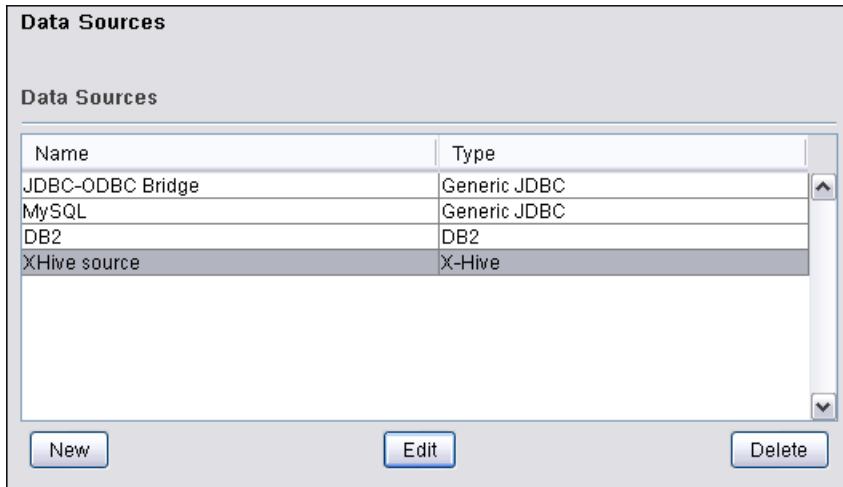 Data Sources
Data Sources
Name Type
JDBC-ODBC Bridge Generic JDBC
MySQL Generic JDBC
DB2 DB2
XHive source X-Hive
New Edit Delete